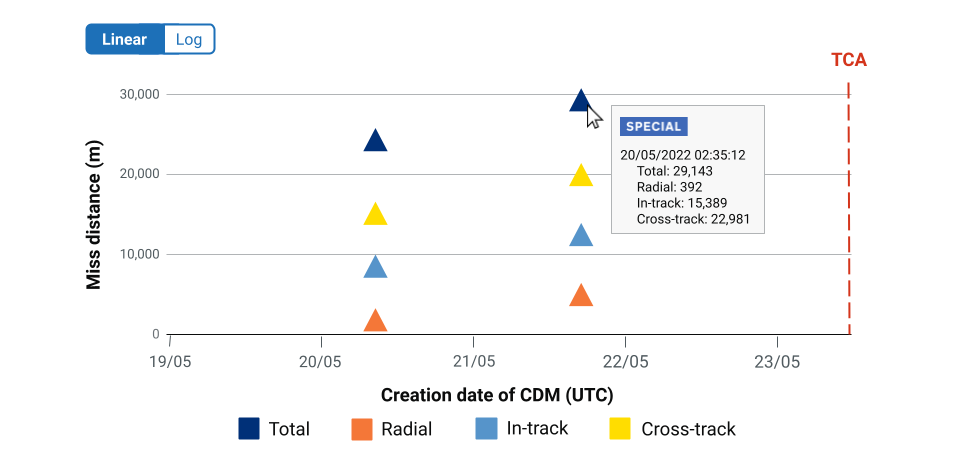 Linear Log
TCA
30,000
20,000
10,000
0
Miss distance (m)
SPECIAL
20/05/2022 02:35:12
Total: 29,143
Radial: 392
In-track: 15,389
Cross-track: 22,981
19/05 20/05 21/05 22/05 23/05
Creation date of CDM (UTC)
Total Radial In-track Cross-track